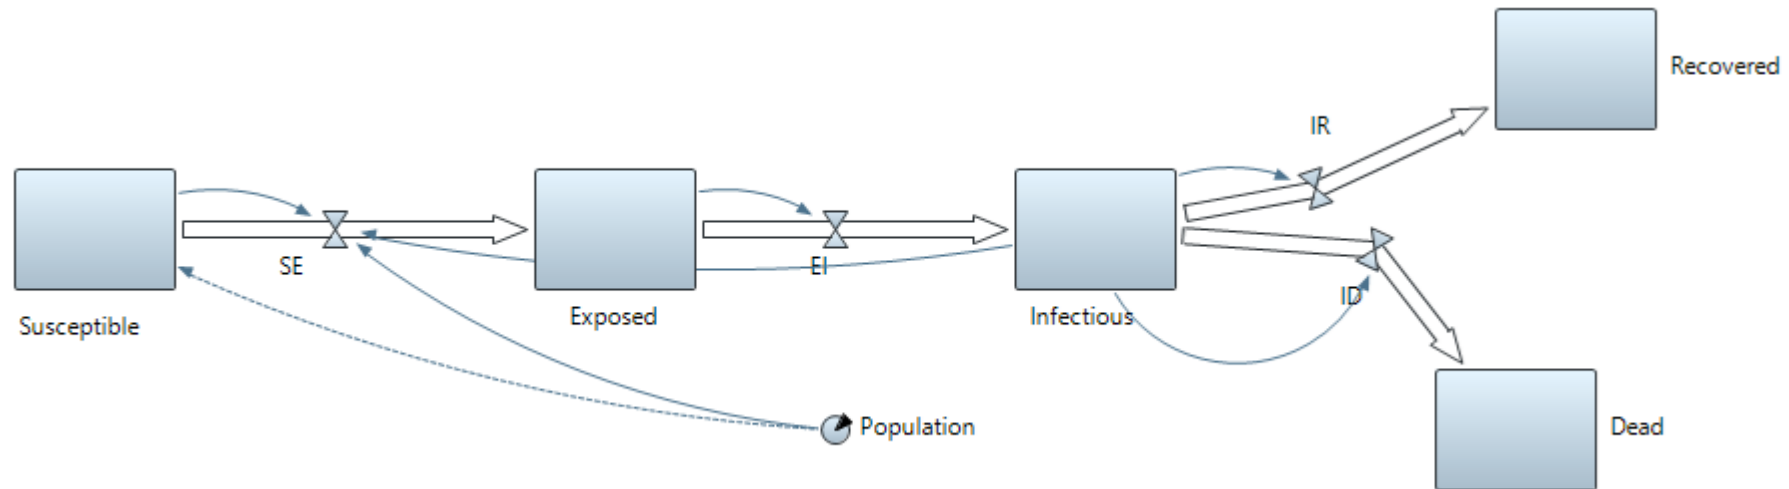 Recovered
IR
SE
EI
ID
Susceptible
Exposed
Infectious
Population
Dead